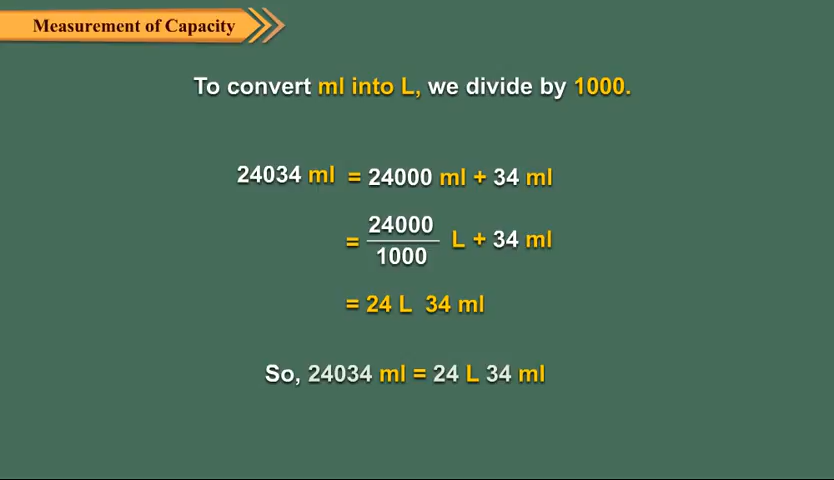 Measurement of Capacity
To convert ml into L, we divide by 1000.
24034 ml = 24000 ml + 34 ml
= 24000/1000 L + 34 ml
= 24 L 34 ml
So, 24034 ml = 24 L 34 ml